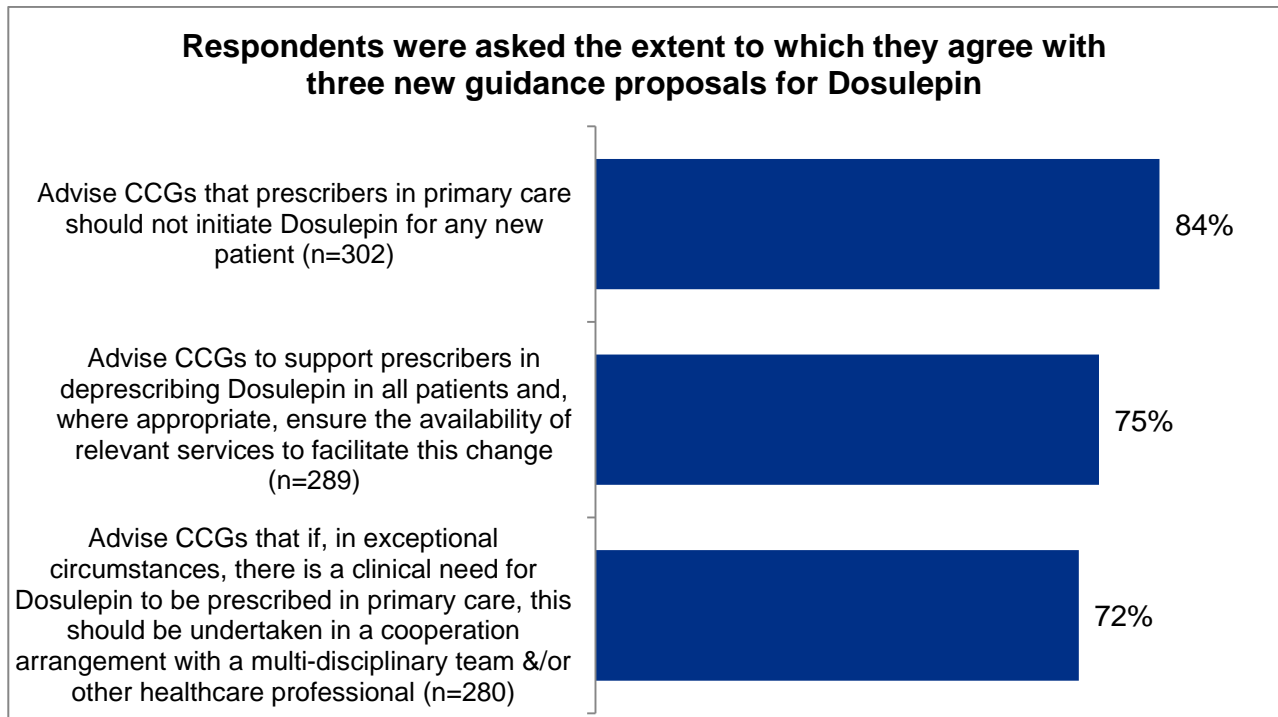 Respondents were asked the extent to which they agree with
three new guidance proposals for Dosulepin
Advise CCGs that prescribers in primary care
should not initiate Dosulepin for any new
patient (n=302)
84%
Advise CCGs to support prescribers in
deprescribing Dosulepin in all patients and,
where appropriate, ensure the availability of
relevant services to facilitate this change
(n=289)
75%
Advise CCGs that if, in exceptional
circumstances, there is a clinical need for
Dosulepin to be prescribed in primary care, this
should be undertaken in a cooperation
arrangement with a multi-disciplinary team &/or
other healthcare professional (n=280)
72%